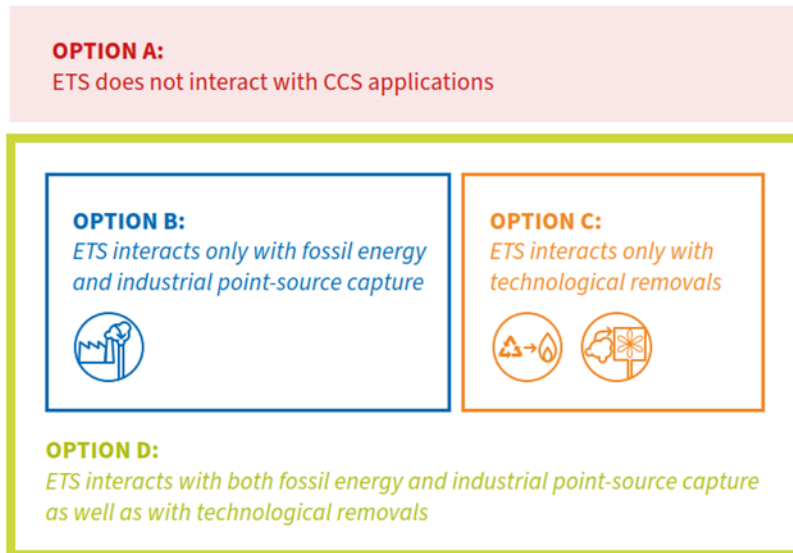 OPTION A:
ETS does not interact with CCS applications
OPTION B:
ETS interacts only with fossil energy
and industrial point-source capture
OPTION C:
ETS interacts only with
technological removals
OPTION D:
ETS interacts with both fossil energy and industrial point-source capture
as well as with technological removals